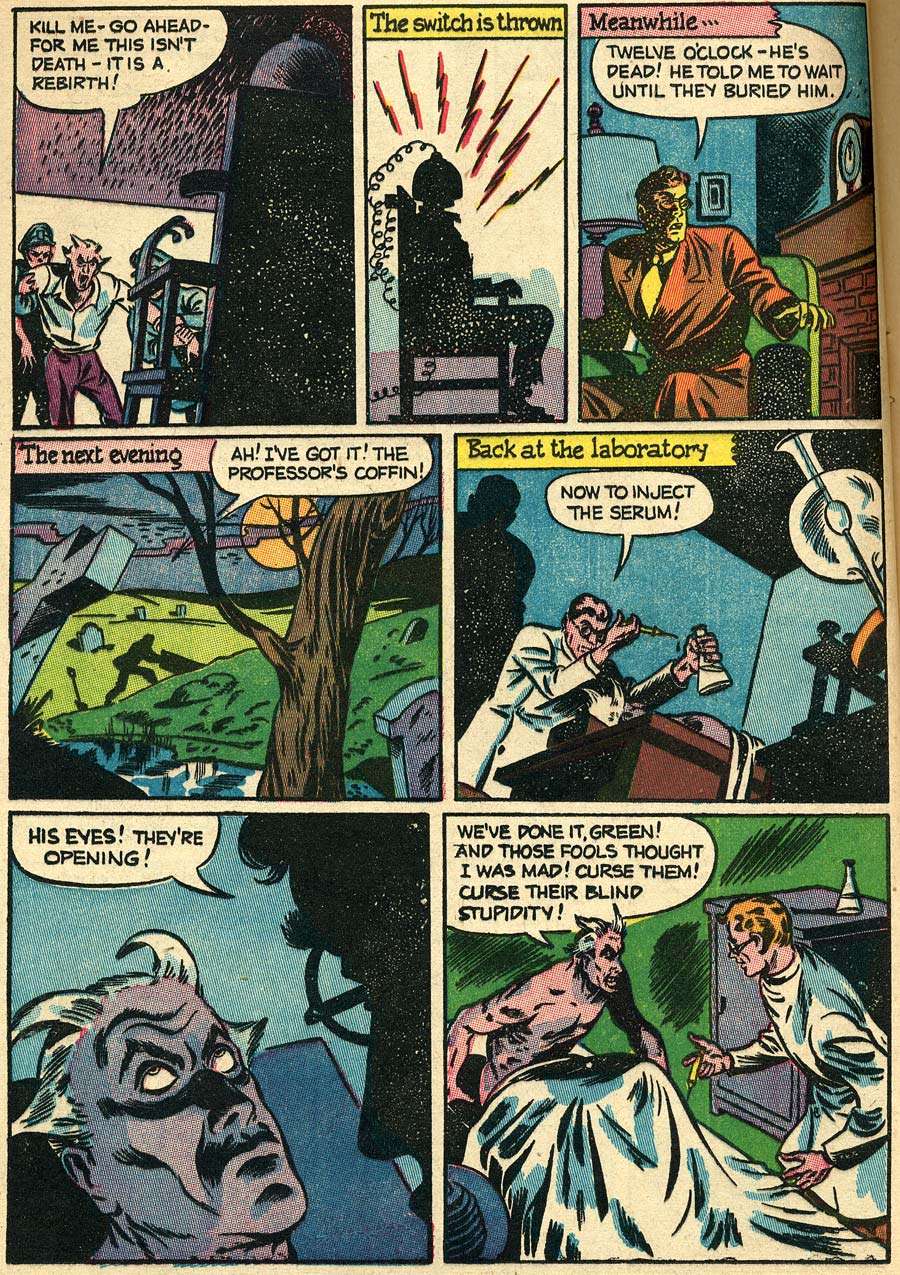 KILL ME-GO AHEAD-
FOR ME THIS ISN'T
DEATH-IT IS A
REBIRTH!
The switch is thrown
Meanwhile...
TWELVE O'CLOCK-HE'S
DEAD! HE TOLD ME TO WAIT
UNTIL THEY BURIED HIM.
The next evening
AH! I'VE GOT IT! THE
PROFESSOR'S COFFIN!
Back at the laboratory
NOW TO INJECT
THE SERUM!
HIS EYES! THEY'RE
OPENING!
WE'VE DONE IT, GREEN!
AND THOSE FOOLS THOUGHT
I WAS MAD! CURSE THEM!
CURSE THEIR BLIND
STUPIDITY!